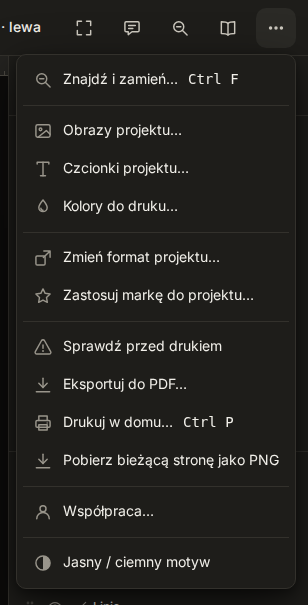 · lewa
Znajdź i zamień... Ctrl F
Obrazy projektu...
Czcionki projektu...
Kolory do druku...
Zmień format projektu...
Zastosuj markę do projektu...
Sprawdź przed drukiem
Eksportuj do PDF...
Drukuj w domu... Ctrl P
Pobierz bieżącą stronę jako PNG
Współpraca...
Jasny / ciemny motyw